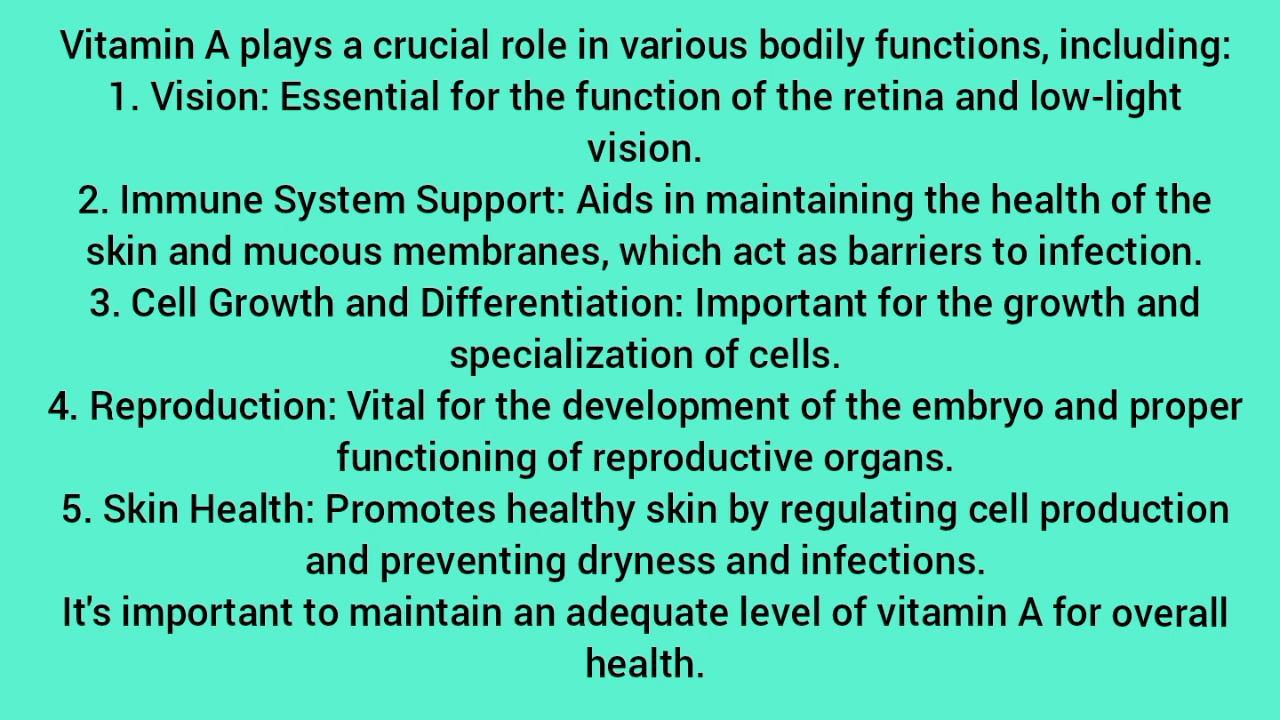 Vitamin A plays a crucial role in various bodily functions, including:
1. Vision: Essential for the function of the retina and low-light
vision.
2. Immune System Support: Aids in maintaining the health of the
skin and mucous membranes, which act as barriers to infection.
3. Cell Growth and Differentiation: Important for the growth and
specialization of cells.
4. Reproduction: Vital for the development of the embryo and proper
functioning of reproductive organs.
5. Skin Health: Promotes healthy skin by regulating cell production
and preventing dryness and infections.
It's important to maintain an adequate level of vitamin A for overall
health.